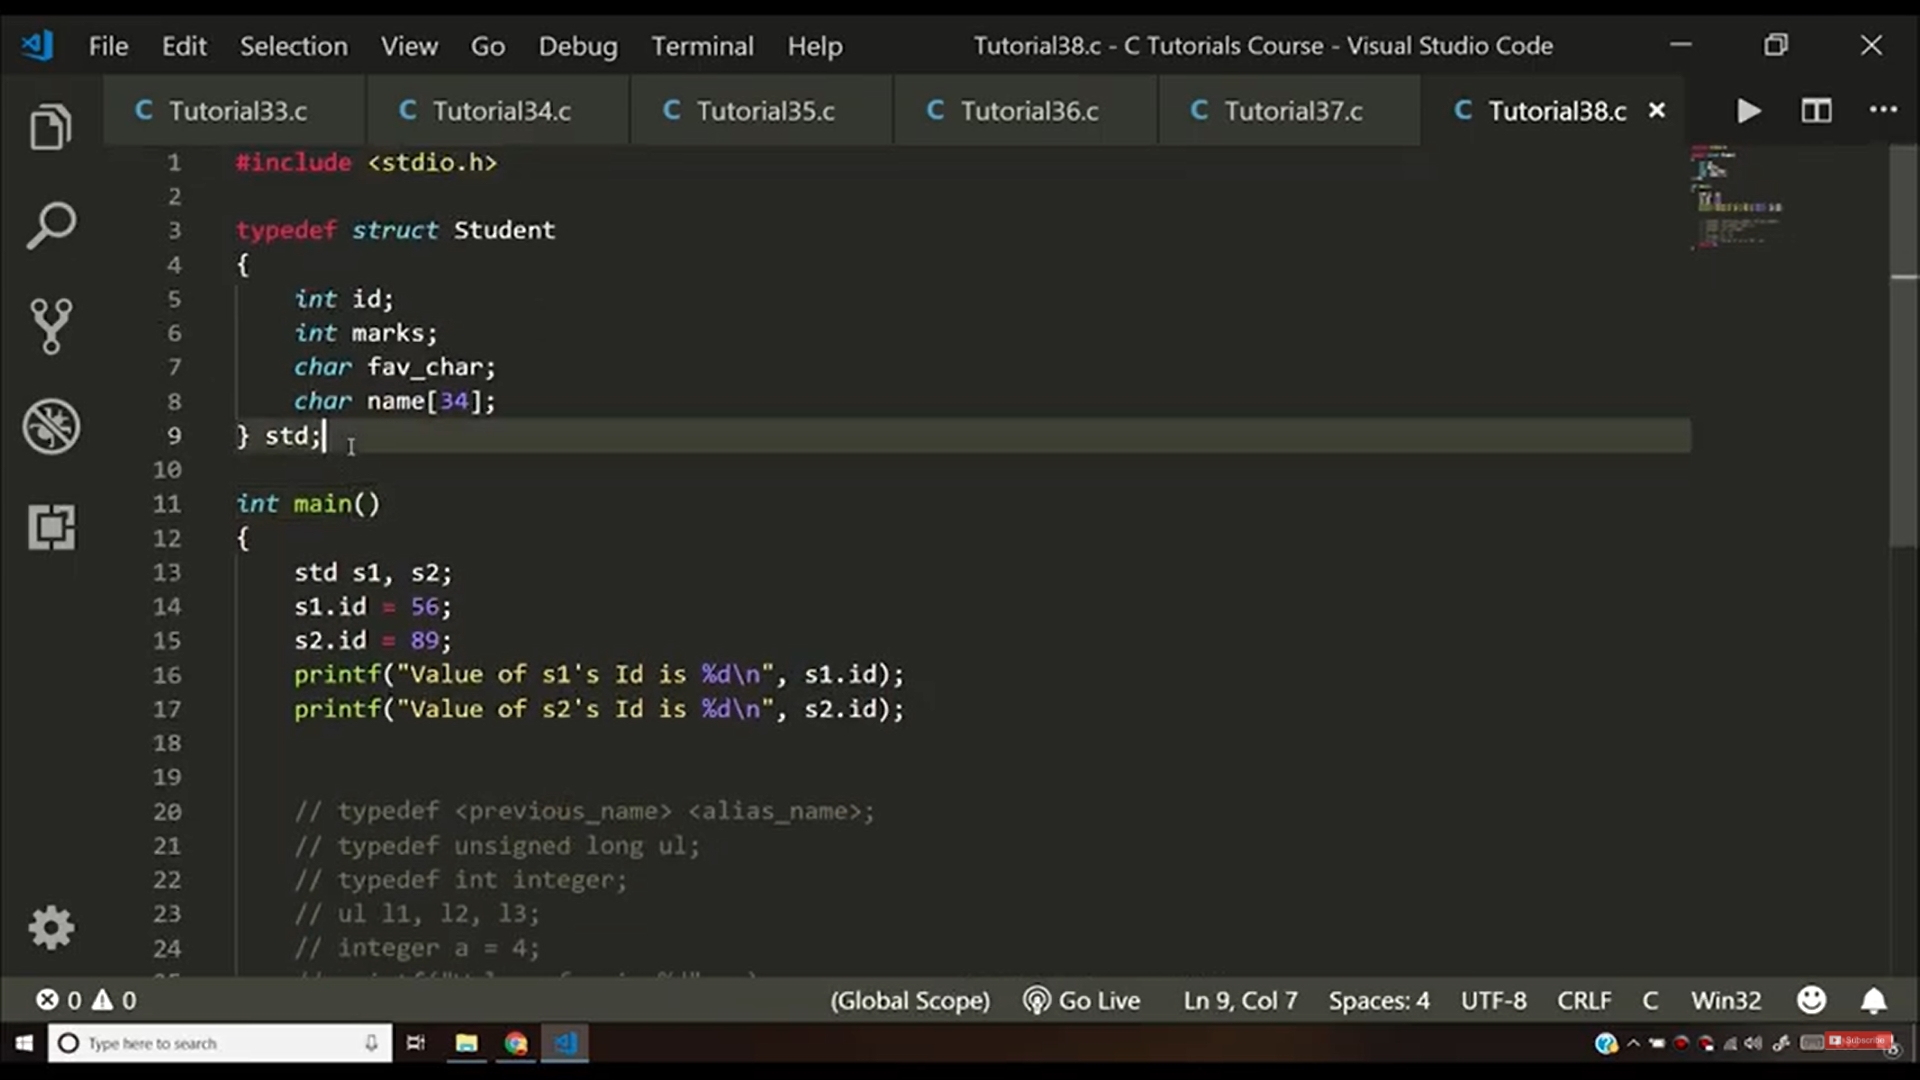 File Edit Selection View Go Debug Terminal Help Tutorial38.c - C Tutorials Course - Visual Studio Code
C Tutorial33.c C Tutorial34.c C Tutorial35.c C Tutorial36.c C Tutorial37.c C Tutorial38.c
1 #include <stdio.h>
2
3 typedef struct Student
4 {
5 int id;
6 int marks;
7 char fav_char;
8 char name[34];
9 } std;
10
11 int main()
12 {
13 std s1, s2;
14 s1.id = 56;
15 s2.id = 89;
16 printf("Value of s1's Id is %d\n", s1.id);
17 printf("Value of s2's Id is %d\n", s2.id);
18
19
20 // typedef <previous_name> <alias_name>;
21 // typedef unsigned long ul;
22 // typedef int integer;
23 // ul l1, l2, l3;
24 // integer a = 4;
0 0 (Global Scope) Go Live Ln 9, Col 7 Spaces: 4 UTF-8 CRLF C Win32
Type here to search Subscribe